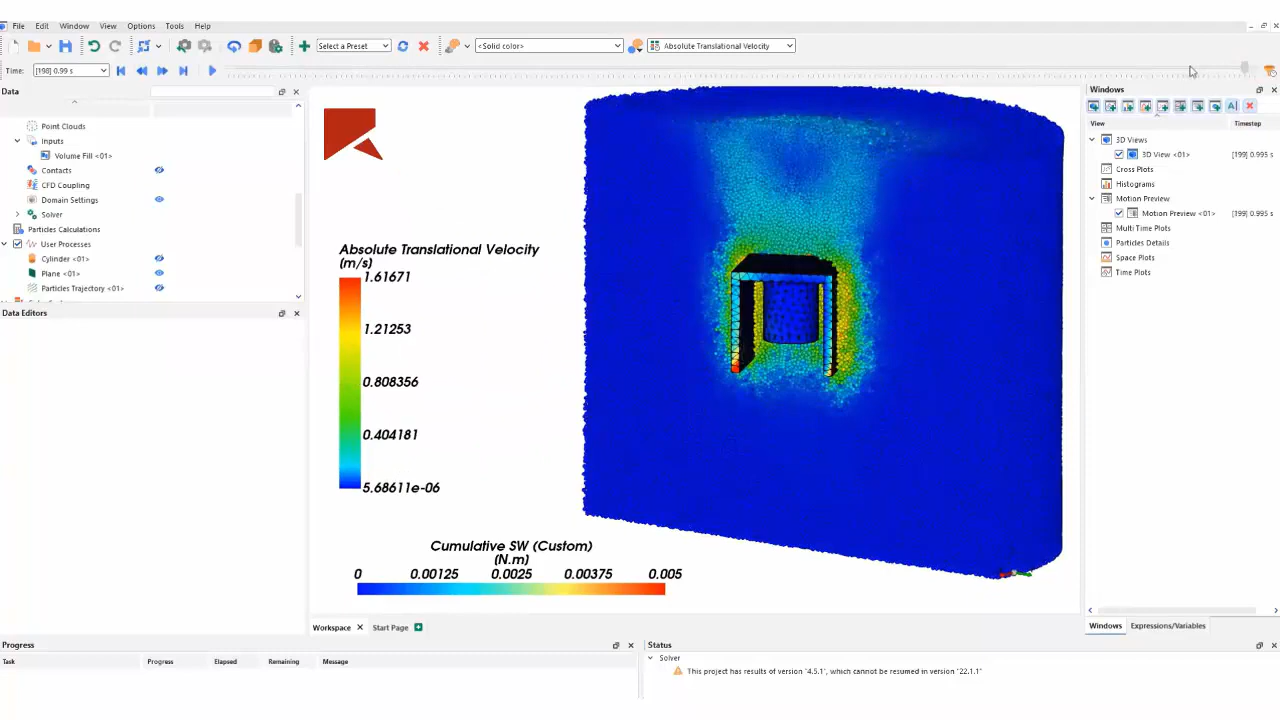 File Edit Window View Options Tools Help
Select a Preset <Solid color> Absolute Translational Velocity
Time: [198] 0.99 s
Data
Point Clouds
Inputs
Volume Fill <01>
Contacts
CFD Coupling
Domain Settings
Solver
Particles Calculations
User Processes
Cylinder <01>
Plane <01>
Particles Trajectory <01>
Data Editors
Absolute Translational Velocity
[m/s]
1.61671
1.21253
0.808356
0.404181
5.68611e-06
Cumulative SW (Custom)
(N.m)
0 0.00125 0.0025 0.00375 0.005
Workspace Start Page
Windows
View Timestep
3D Views
3D View <01> [199] 0.995 s
Cross Plots
Histograms
Motion Preview
Motion Preview <01> [199] 0.995 s
Multi Time Plots
Particles Details
Space Plots
Time Plots
Windows Expressions/Variables
Progress
Task Progress Elapsed Remaining Message
Status
Solver
This project has results of version "4.5.1", which cannot be resumed in version "22.1.1"